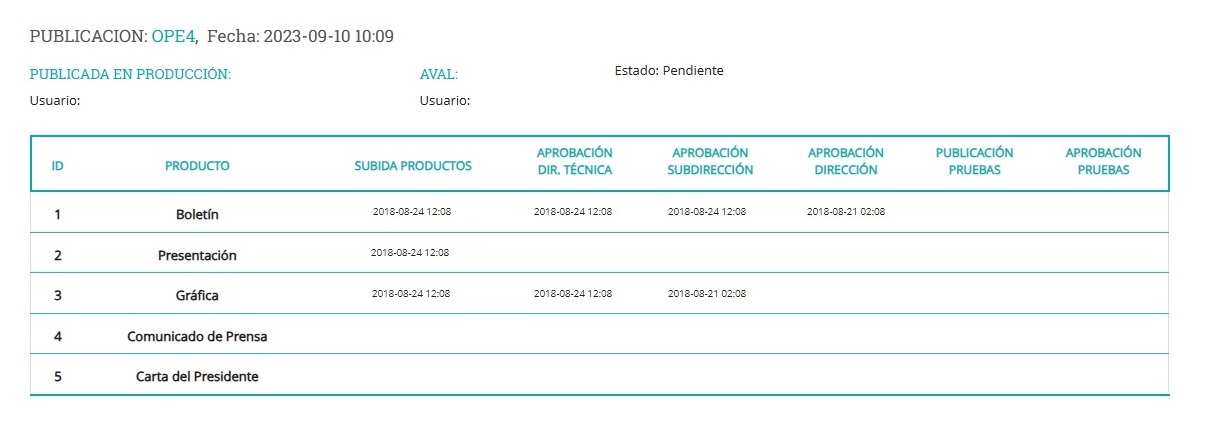 PUBLICACION: OPE4, Fecha: 2023-09-10 10:09
PUBLICADA EN PRODUCCIÓN: AVAL: Estado: Pendiente
Usuario: Usuario:
ID PRODUCTO SUBIDA PRODUCTOS APROBACIÓN DIR. TÉCNICA APROBACIÓN SUBDIRECCIÓN APROBACIÓN DIRECCIÓN PUBLICACIÓN PRUEBAS APROBACIÓN PRUEBAS
1 Boletín 2018-08-24 12:08 2018-08-24 12:08 2018-08-24 12:08 2018-08-21 02:08
2 Presentación 2018-08-24 12:08
3 Gráfica 2018-08-24 12:08 2018-08-24 12:08 2018-08-21 02:08
4 Comunicado de Prensa
5 Carta del Presidente